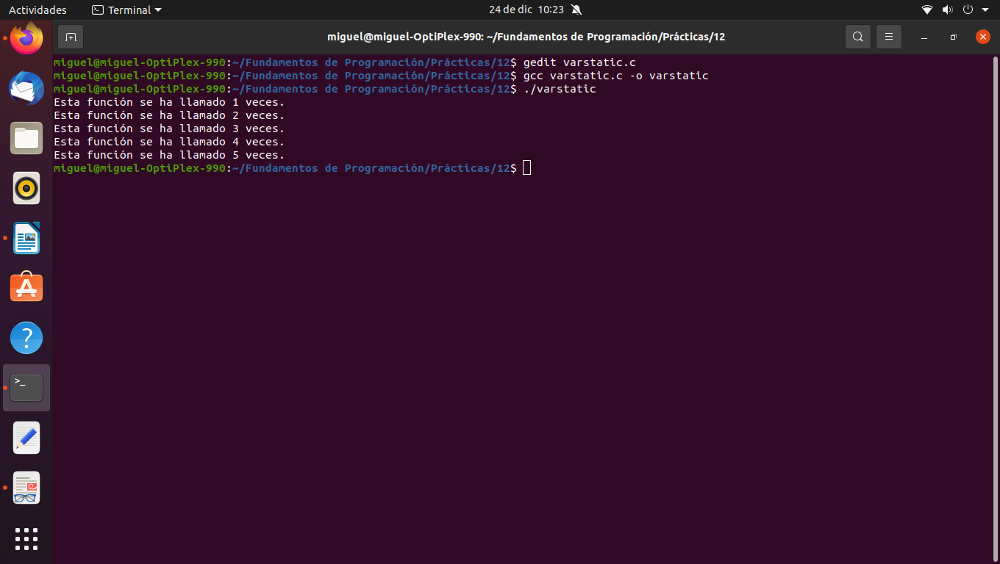 Actividades Terminal 24 de dic 10:23
miguel@miguel-OptiPlex-990: ~/Fundamentos de Programación/Prácticas/12
miguel@miguel-OptiPlex-990:~/Fundamentos de Programación/Prácticas/12$ gedit varstatic.c
miguel@miguel-OptiPlex-990:~/Fundamentos de Programación/Prácticas/12$ gcc varstatic.c -o varstatic
miguel@miguel-OptiPlex-990:~/Fundamentos de Programación/Prácticas/12$ ./varstatic
Esta función se ha llamado 1 veces.
Esta función se ha llamado 2 veces.
Esta función se ha llamado 3 veces.
Esta función se ha llamado 4 veces.
Esta función se ha llamado 5 veces.
miguel@miguel-OptiPlex-990:~/Fundamentos de Programación/Prácticas/12$